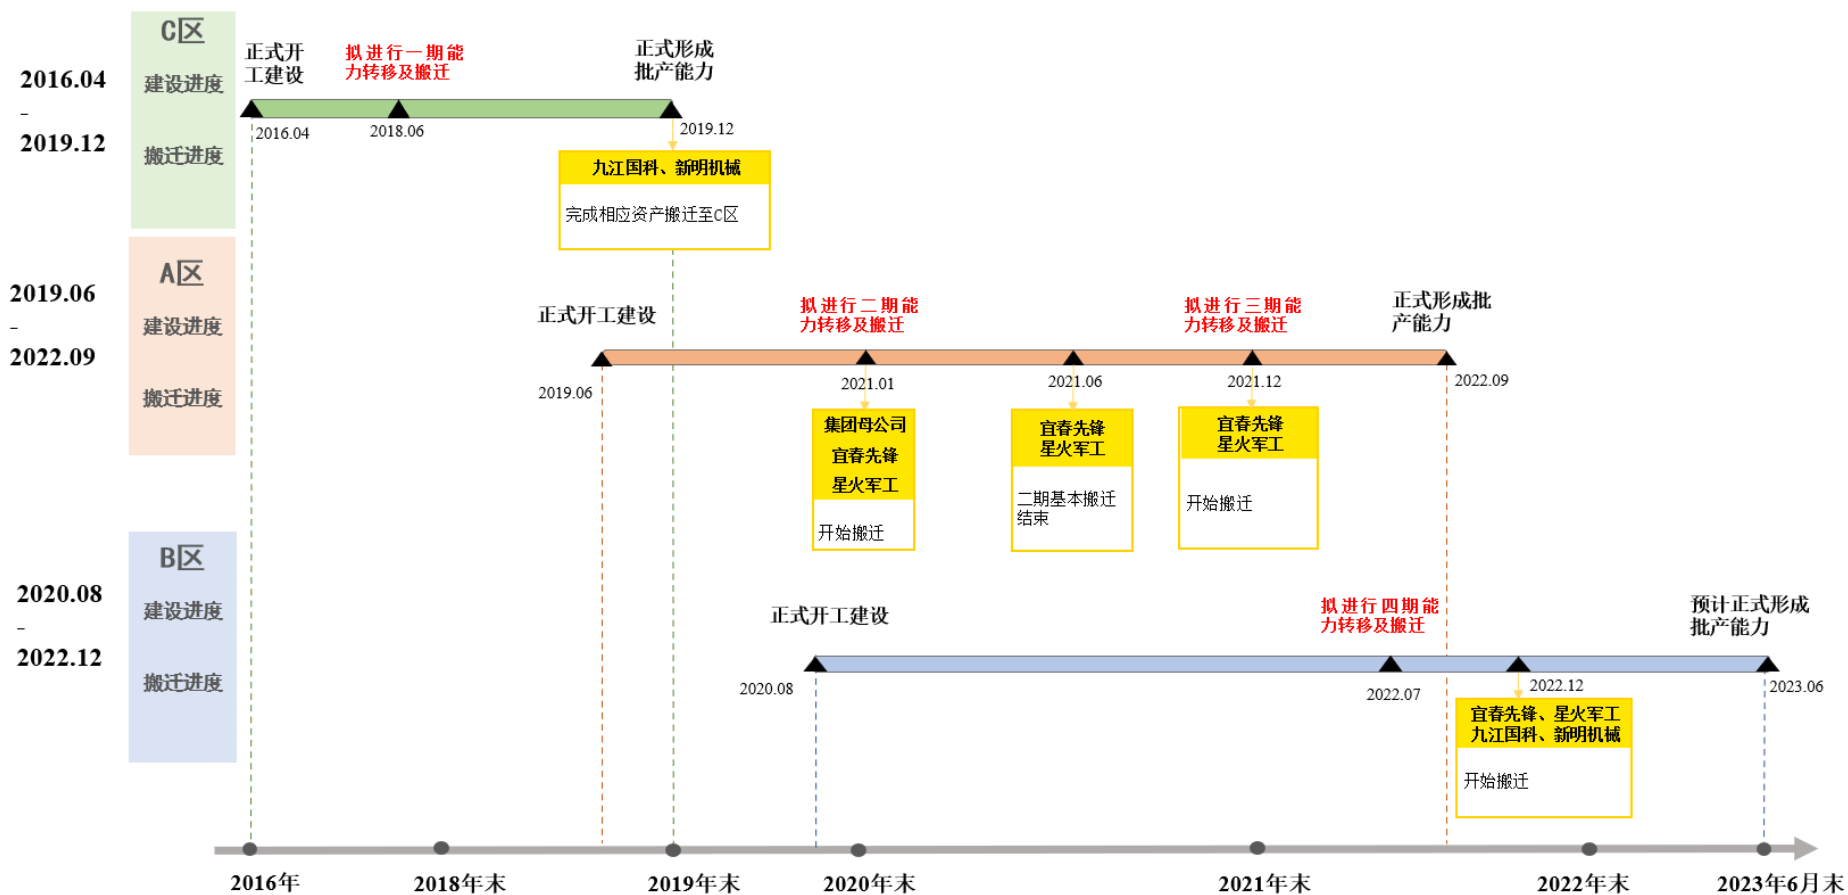 C区
2016.04
–
2019.12
建设进度
搬迁进度
正式开
工建设
拟进行一期能
力转移及搬迁
正式形成
批产能力
2016.04
2018.06
2019.12
九江国科、新明机械
完成相应资产搬迁至C区
A区
2019.06
–
2022.09
建设进度
搬迁进度
正式开工建设
拟进行二期能
力转移及搬迁
拟进行三期能
力转移及搬迁
正式形成批
产能力
2019.06
2021.01
2021.06
2021.12
2022.09
集团母公司
宜春先锋
星火军工
开始搬迁
宜春先锋
星火军工
二期基本搬迁
结束
宜春先锋
星火军工
开始搬迁
B区
2020.08
–
2022.12
建设进度
搬迁进度
正式开工建设
拟进行四期能
力转移及搬迁
预计正式形成
批产能力
2020.08
2022.07
2022.12
2023.06
宜春先锋、星火军工
九江国科、新明机械
开始搬迁
2016年
2018年末
2019年末
2020年末
2021年末
2022年末
2023年6月末